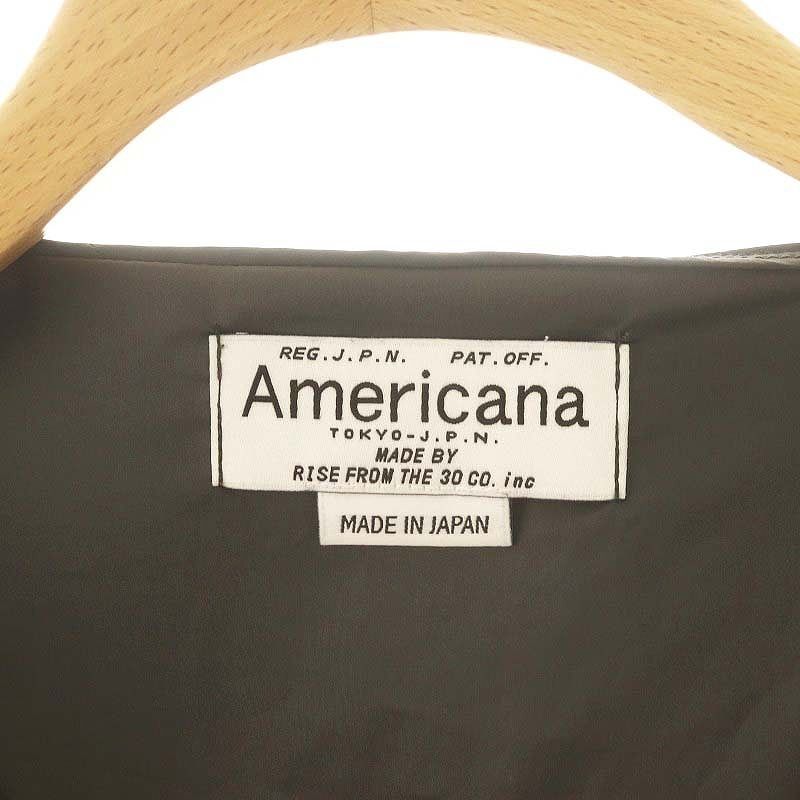 REG.J.P.N. PAT.OFF.
Americana
TOKYO-J.P.N.
MADE BY
RISE FROM THE 30 CO. inc
MADE IN JAPAN